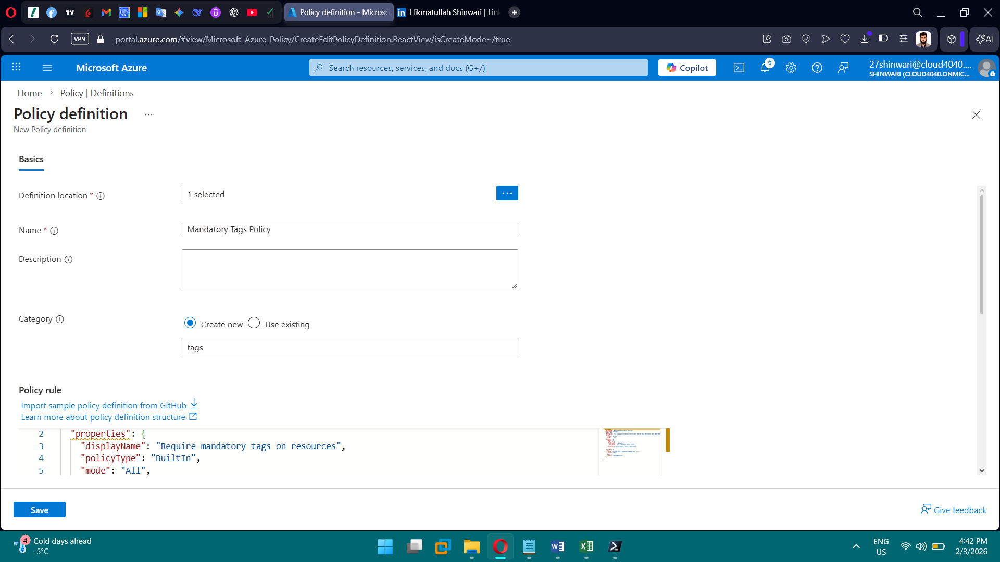 Policy definition - Microso
Hikmatullah Shinwari | Lin
VPN
portal.azure.com/#view/Microsoft_Azure_Policy/CreateEditPolicyDefinition.ReactView/isCreateMode~/true
AI
Microsoft Azure
Search resources, services, and docs (G+/)
Copilot
6
27shinwari@cloud4040....
SHINWARI (CLOUD4040.ONMIC...
Home > Policy | Definitions
Policy definition ...
New Policy definition
Basics
Definition location *
1 selected
...
Name *
Mandatory Tags Policy
Description
Category
Create new
Use existing
tags
Policy rule
Import sample policy definition from GitHub
Learn more about policy definition structure
2 "properties": {
3 "displayName": "Require mandatory tags on resources",
4 "policyType": "BuiltIn",
5 "mode": "All",
Save
Give feedback
4
Cold days ahead
-5°C
ENG
US
4:42 PM
2/3/2026